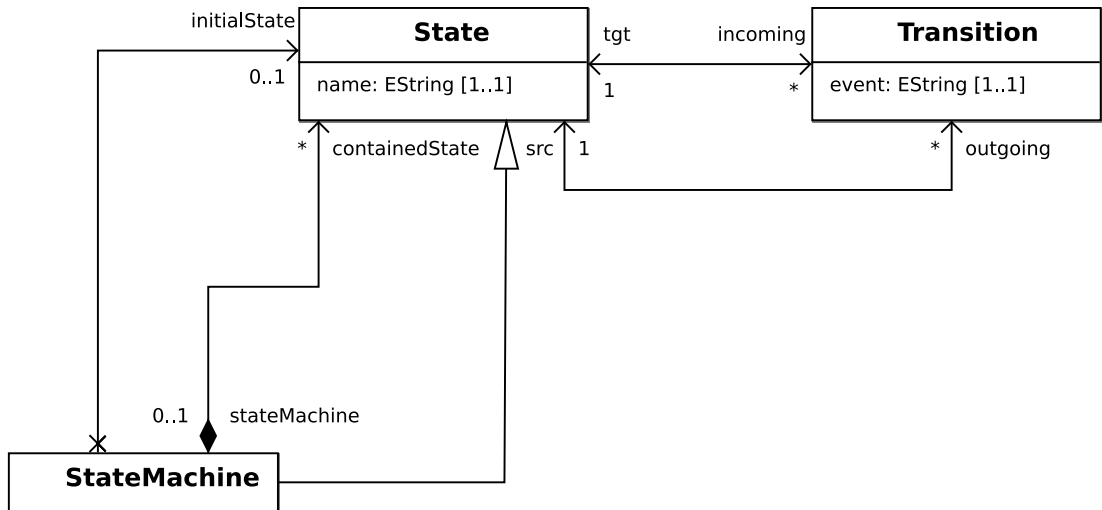 initialState
0..1
State
name: EString [1..1]
tgt
1
incoming
*
Transition
event: EString [1..1]
* containedState
src 1
* outgoing
0..1 stateMachine
StateMachine